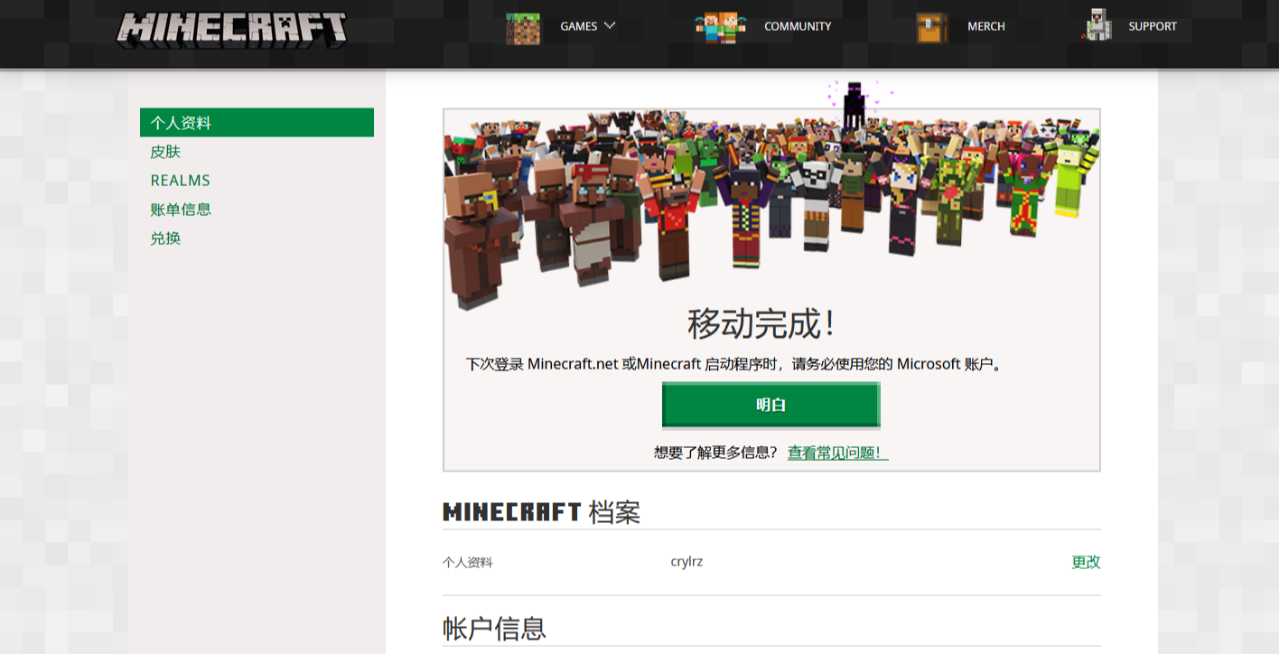 MINECRAFT
GAMES
COMMUNITY
MERCH
SUPPORT
个人资料
皮肤
REALMS
账单信息
兑换
移动完成！
下次登录 Minecraft.net 或Minecraft 启动程序时，请务必使用您的 Microsoft 账户。
明白
想要了解更多信息？ 查看常见问题！
MINECRAFT 档案
个人资料 crylrz 更改
帐户信息